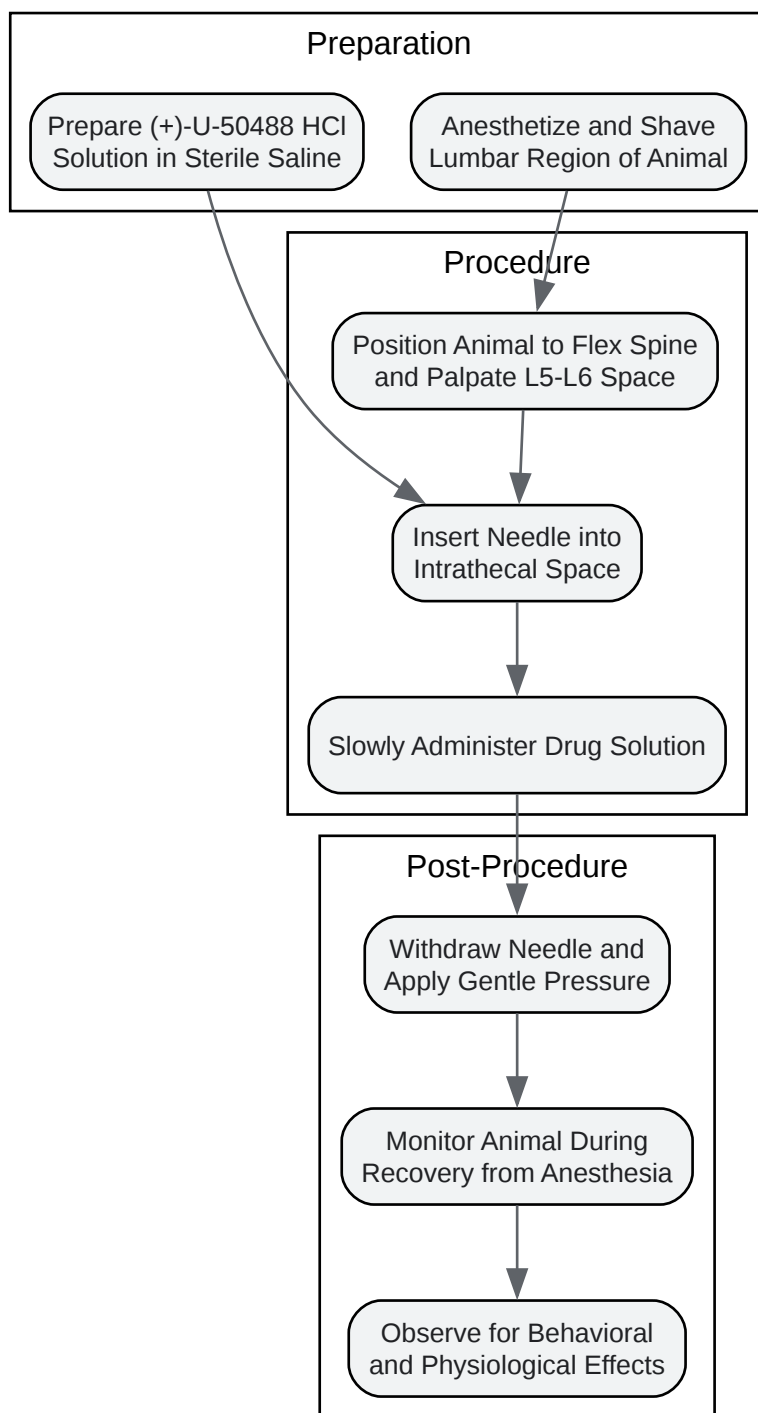 Preparation
Prepare (+)-U-50488 HCl
Solution in Sterile Saline
Anesthetize and Shave
Lumbar Region of Animal
Procedure
Position Animal to Flex Spine
and Palpate L5-L6 Space
Insert Needle into
Intrathecal Space
Slowly Administer Drug Solution
Post-Procedure
Withdraw Needle and
Apply Gentle Pressure
Monitor Animal During
Recovery from Anesthesia
Observe for Behavioral
and Physiological Effects